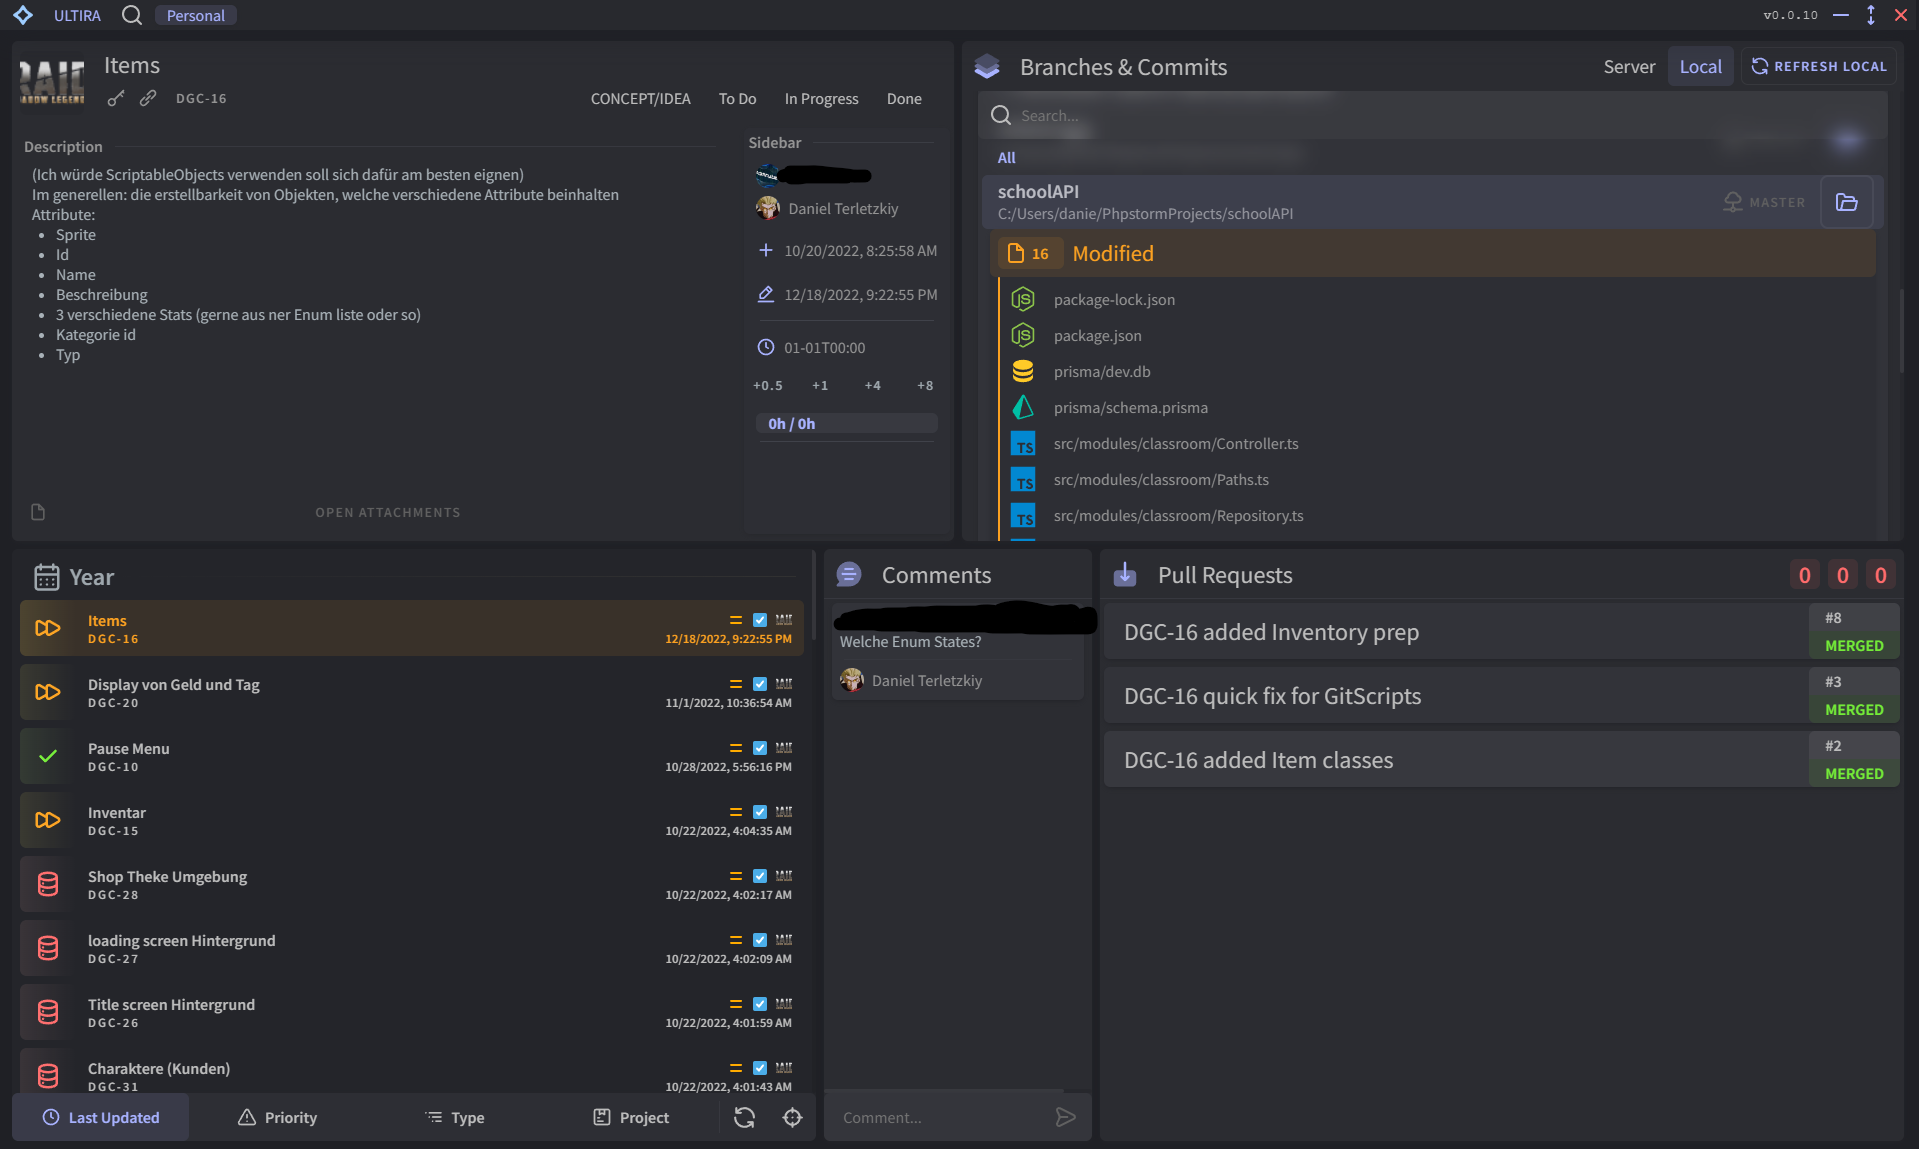 ULTIRA
Personal
v0.0.10
Items
DGC-16
CONCEPT/IDEA
To Do
In Progress
Done
Description
(Ich würde ScriptableObjects verwenden soll sich dafür am besten eignen)
Im generellen: die erstellbarkeit von Objekten, welche verschiedene Attribute beinhalten
Attribute:
Sprite
Id
Name
Beschreibung
3 verschiedene Stats (gerne aus ner Enum liste oder so)
Kategorie id
Typ
OPEN ATTACHMENTS
Sidebar
Daniel Terletzkiy
10/20/2022, 8:25:58 AM
12/18/2022, 9:22:55 PM
01-01T00:00
+0.5 +1 +4 +8
0h / 0h
Branches & Commits
Server
Local
REFRESH LOCAL
Search...
All
schoolAPI
C:/Users/danie/PhpstormProjects/schoolAPI
MASTER
16 Modified
package-lock.json
package.json
prisma/dev.db
prisma/schema.prisma
TS src/modules/classroom/Controller.ts
TS src/modules/classroom/Paths.ts
TS src/modules/classroom/Repository.ts
Year
Items
DGC-16
12/18/2022, 9:22:55 PM
Display von Geld und Tag
DGC-20
11/1/2022, 10:36:54 AM
Pause Menu
DGC-10
10/28/2022, 5:56:16 PM
Inventar
DGC-15
10/22/2022, 4:04:35 AM
Shop Theke Umgebung
DGC-28
10/22/2022, 4:02:17 AM
loading screen Hintergrund
DGC-27
10/22/2022, 4:02:09 AM
Title screen Hintergrund
DGC-26
10/22/2022, 4:01:59 AM
Charaktere (Kunden)
DGC-31
10/22/2022, 4:01:43 AM
Last Updated
Priority
Type
Project
Comments
Welche Enum States?
Daniel Terletzkiy
Comment...
Pull Requests
0 0 0
DGC-16 added Inventory prep
#8
MERGED
DGC-16 quick fix for GitScripts
#3
MERGED
DGC-16 added Item classes
#2
MERGED